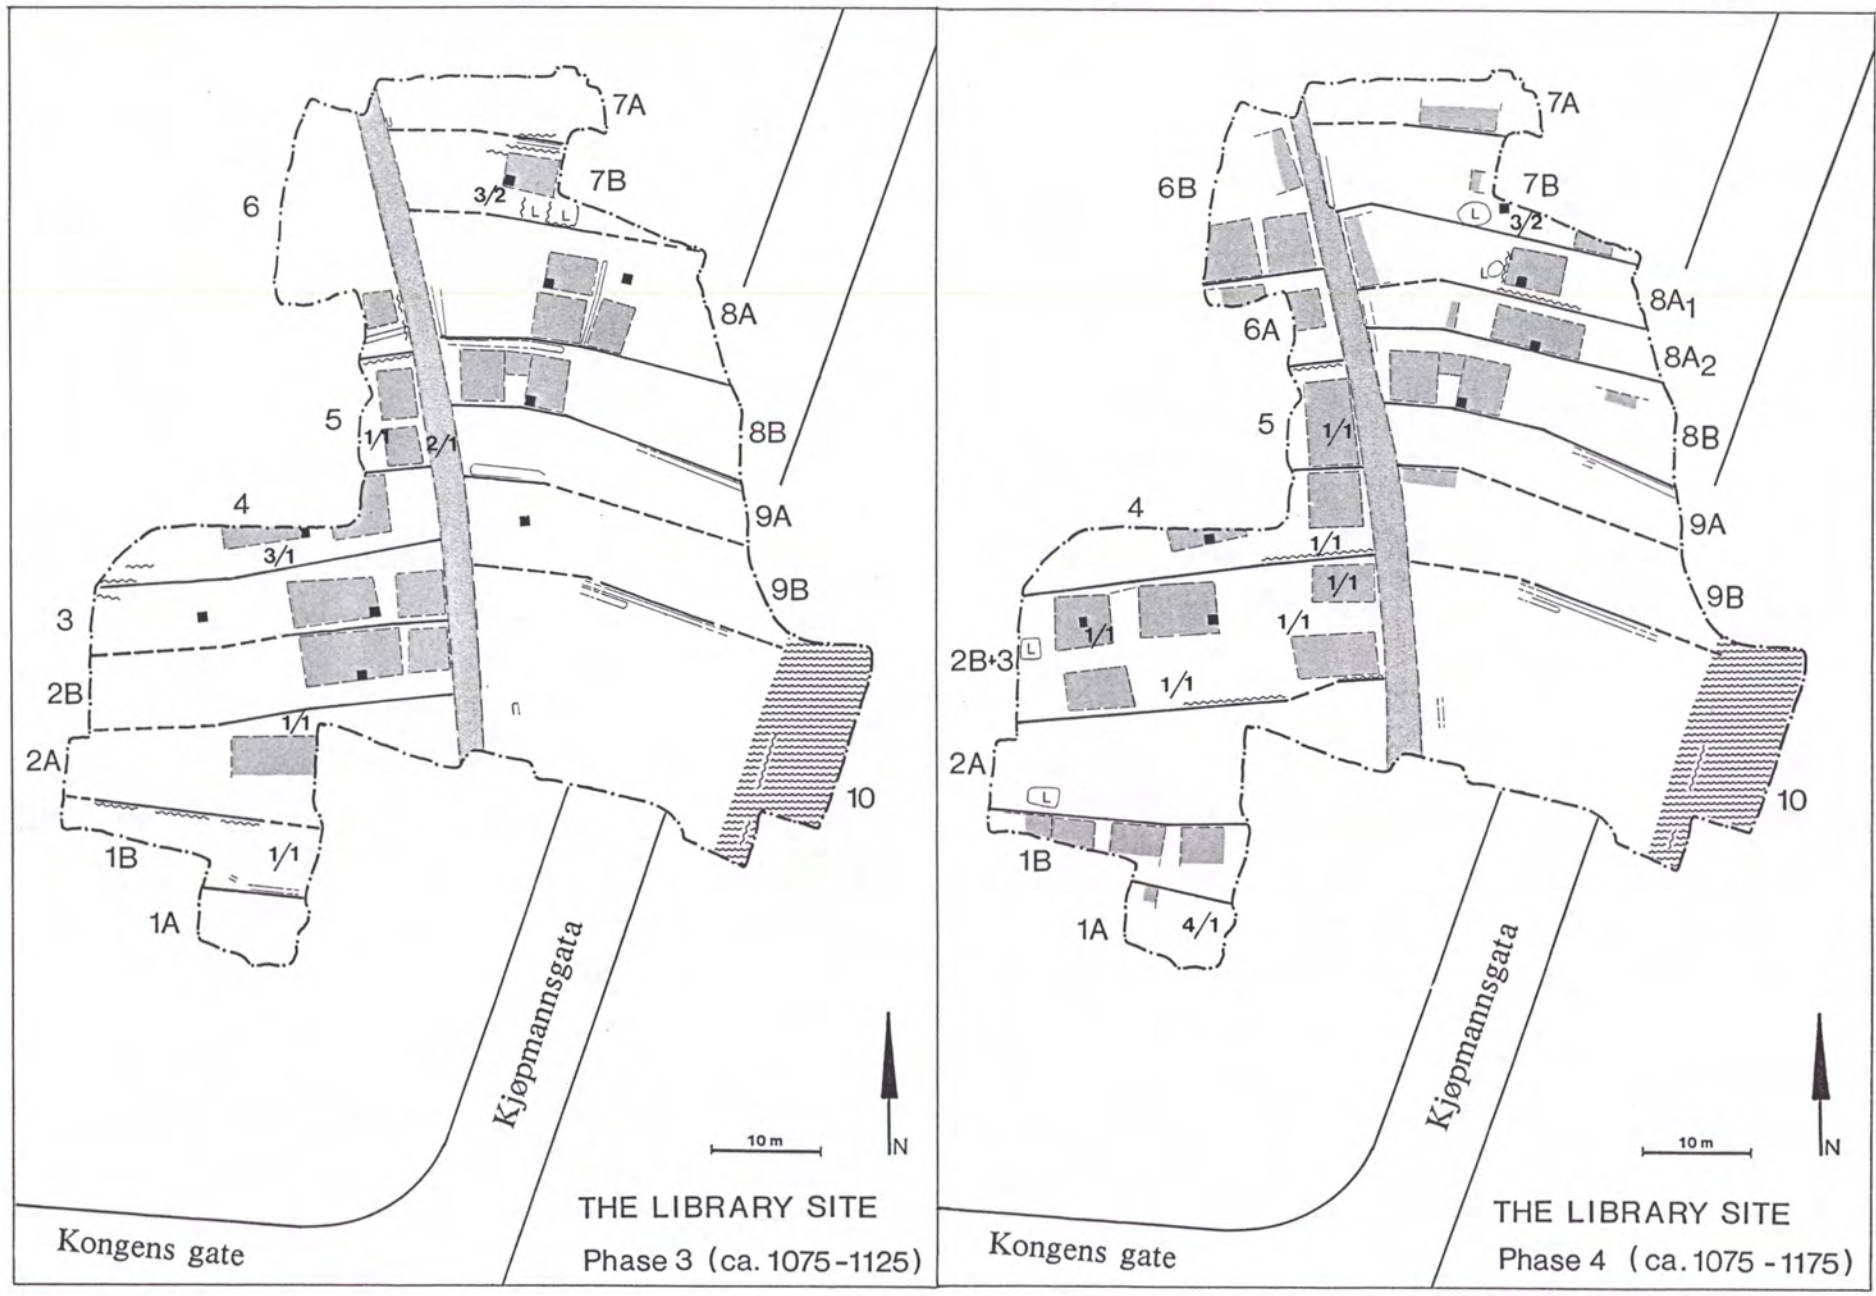 7A
7B
3/2
L L
6
8A
8B
5
1/1
2/1
9A
4
3/1
9B
3
2B
1/1
2A
10
1B
1/1
1A
Kjøpmannsgata
10 m
N
THE LIBRARY SITE
Phase 3 (ca. 1075-1125)
Kongens gate
7A
6B
7B
L
3/2
L
8A1
6A
8A2
5
1/1
8B
9A
4
1/1
1/1
9B
1/1
1/1
L
2B+3
1/1
2A
L
10
1B
1A
4/1
Kjøpmannsgata
10 m
N
THE LIBRARY SITE
Phase 4 (ca. 1075 - 1175)
Kongens gate